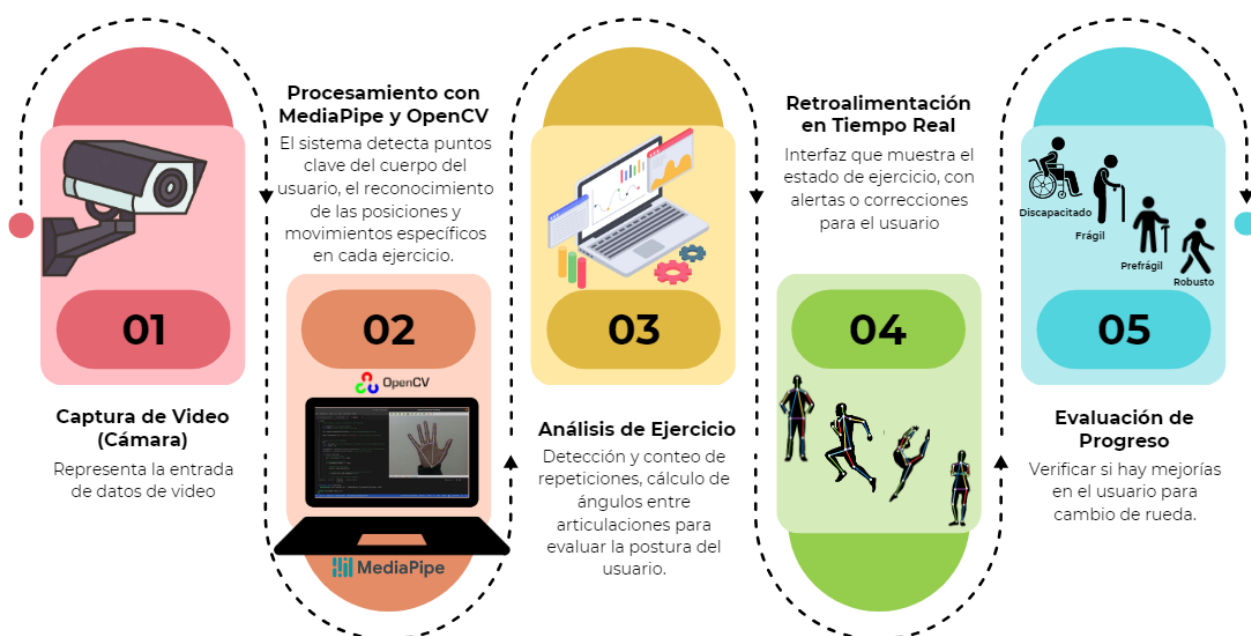 01
Captura de Video
(Cámara)
Representa la entrada
de datos de video
Procesamiento con
MediaPipe y OpenCV
El sistema detecta puntos
clave del cuerpo del
usuario, el reconocimiento
de las posiciones y
movimientos específicos
en cada ejercicio.
02
OpenCV
MediaPipe
03
Análisis de Ejercicio
Detección y conteo de
repeticiones, cálculo de
ángulos entre
articulaciones para
evaluar la postura del
usuario.
Retroalimentación
en Tiempo Real
Interfaz que muestra el
estado de ejercicio, con
alertas o correcciones
para el usuario
04
Discapacitado
Frágil
Prefrágil
Robusto
05
Evaluación de
Progreso
Verificar si hay mejorías
en el usuario para
cambio de rueda.